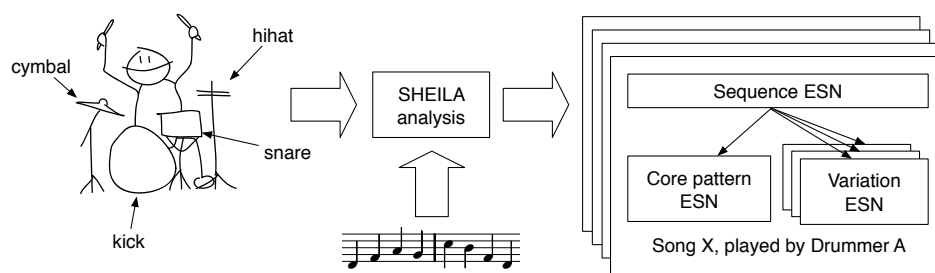 hihat
cymbal
snare
kick
SHEILA
analysis
Sequence ESN
Core pattern
ESN
Variation
ESN
Song X, played by Drummer A